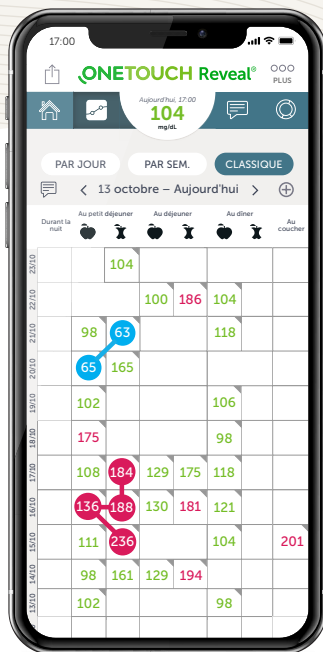 17:00
ONETOUCH Reveal®
PLUS
Aujourd'hui, 17:00
104
mg/dL
PAR JOUR PAR SEM. CLASSIQUE
13 octobre – Aujourd'hui
Durant la nuit Au petit déjeuner Au déjeuner Au dîner Au coucher
23/10 104
22/10 100 186 104
21/10 98 63 118
20/10 65 165
19/10 102 106
18/10 175 98
17/10 108 184 129 175 118
16/10 136 188 130 181 121
15/10 111 236 104 201
14/10 98 161 129 194
13/10 102 98